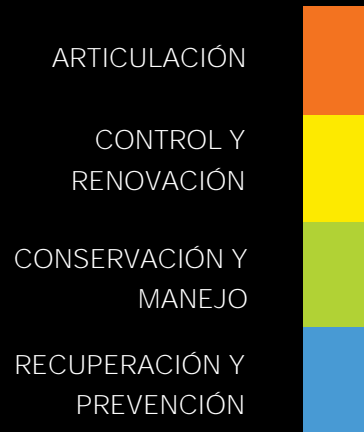 ARTICULACIÓN
CONTROL Y
RENOVACIÓN
CONSERVACIÓN Y
MANEJO
RECUPERACIÓN Y
PREVENCIÓN